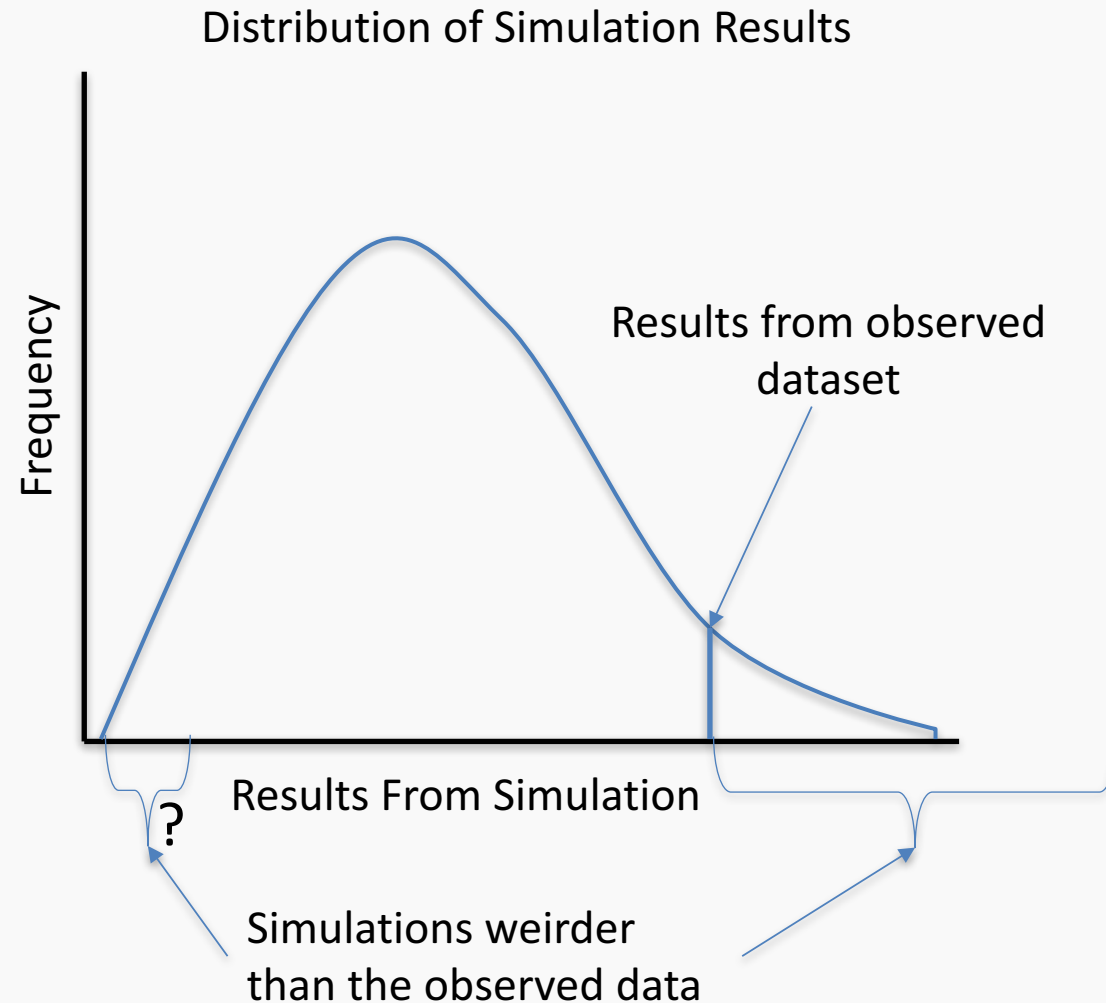 Distribution of Simulation Results
Frequency
Results from observed
dataset
Results From Simulation
?
Simulations weirder
than the observed data